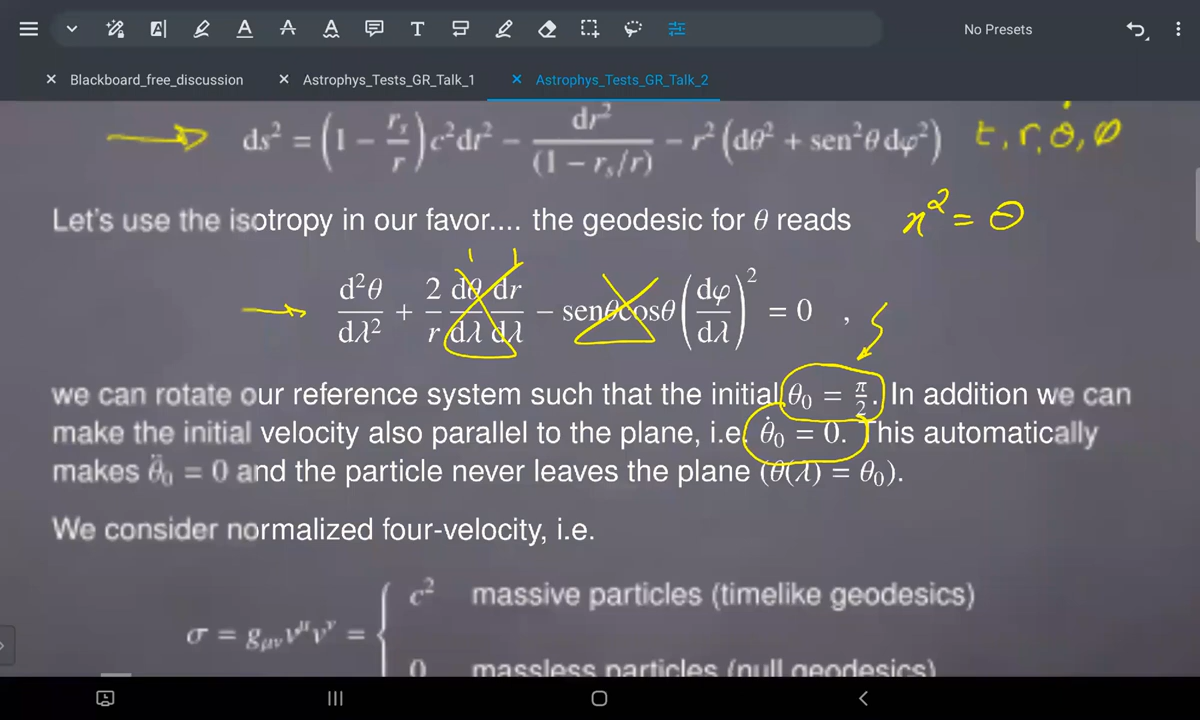 No Presets
Blackboard_free_discussion
Astrophys_Tests_GR_Talk_1
Astrophys_Tests_GR_Talk_2
ds² = (1 − r_s/r) c²dt² − dr²/(1 − r_s/r) − r² (dθ² + sen²θ dφ²) t, r, θ, φ
Let's use the isotropy in our favor.... the geodesic for θ reads x² = θ
d²θ/dλ² + 2/r dθ/dλ dr/dλ − senθcosθ (dφ/dλ)² = 0 ,
we can rotate our reference system such that the initial θ₀ = π/2. In addition we can
make the initial velocity also parallel to the plane, i.e. θ̇₀ = 0. This automatically
makes θ̈₀ = 0 and the particle never leaves the plane (θ(λ) = θ₀).
We consider normalized four-velocity, i.e.
c² massive particles (timelike geodesics)
σ = g_μν v^μ v^ν = {
0 massless particles (null geodesics)